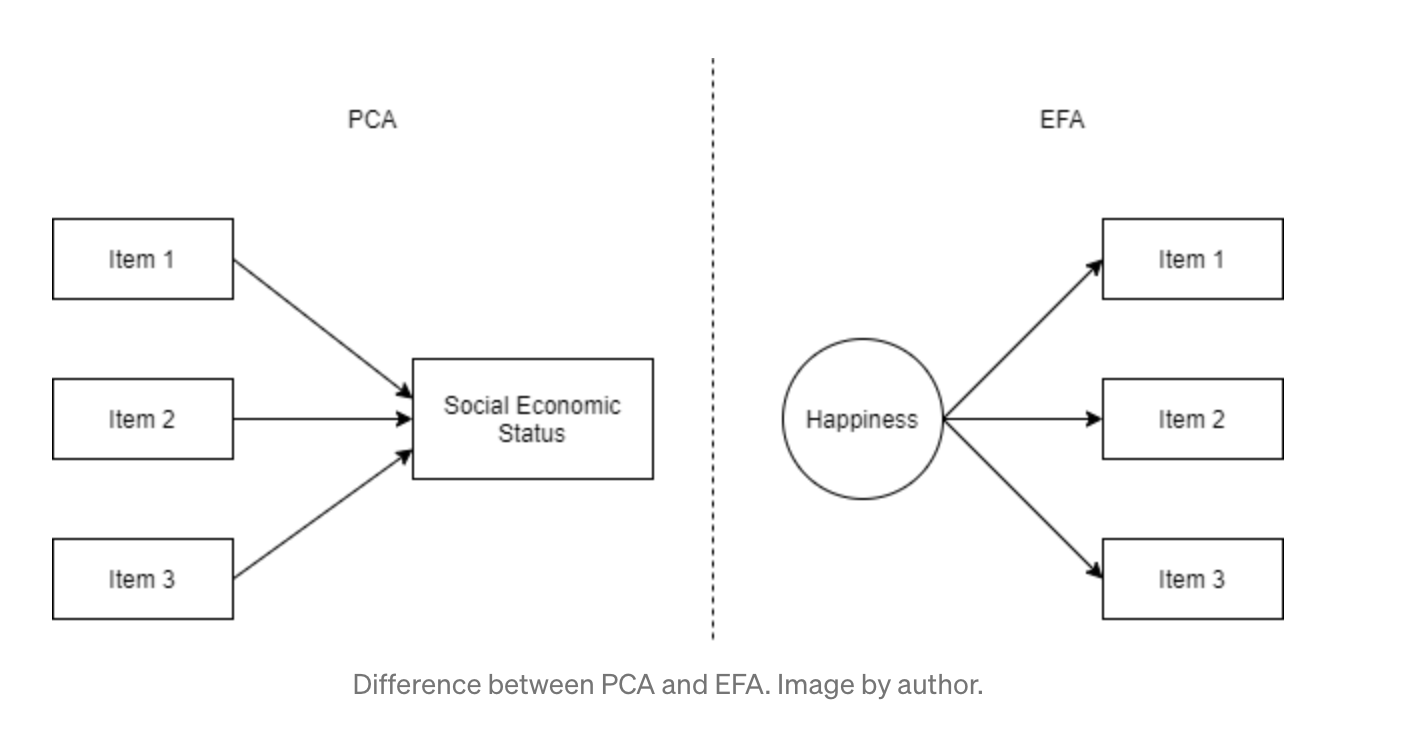 PCA
EFA
Item 1
Item 2
Item 3
Social Economic
Status
Happiness
Item 1
Item 2
Item 3
Difference between PCA and EFA. Image by author.